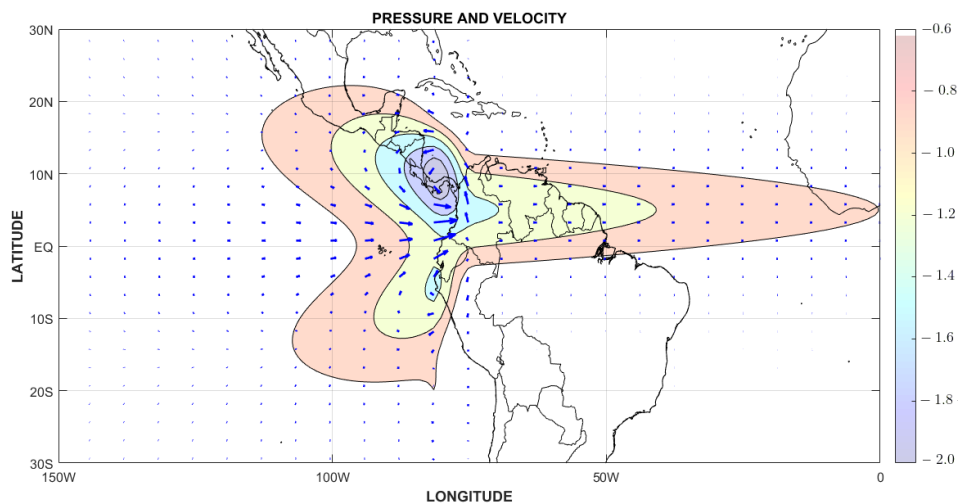 PRESSURE AND VELOCITY
30N
20N
10N
EQ
10S
20S
30S
LATITUDE
150W
100W
50W
0
LONGITUDE
−0.6
−0.8
−1.0
−1.2
−1.4
−1.6
−1.8
−2.0